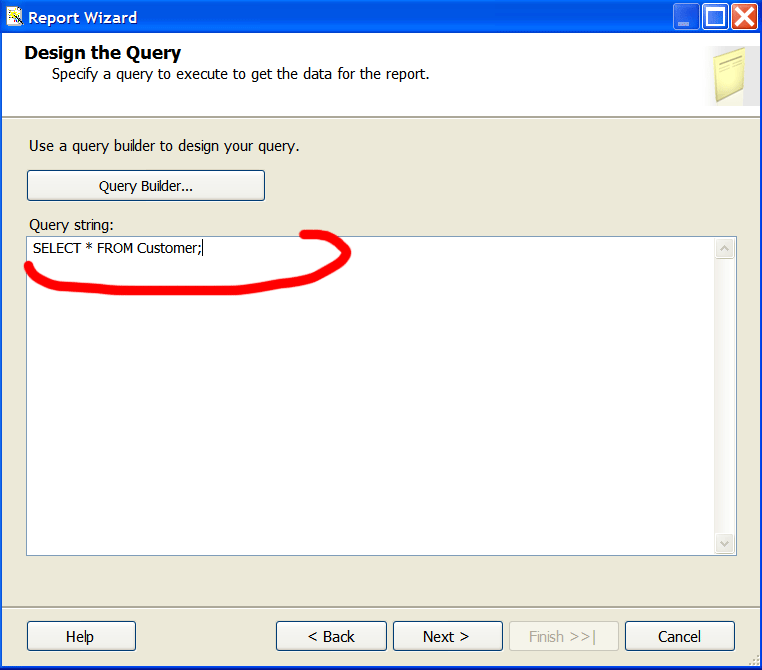 Report Wizard
Design the Query
Specify a query to execute to get the data for the report.
Use a query builder to design your query.
Query Builder...
Query string:
SELECT * FROM Customer;
Help
< Back
Next >
Finish >>|
Cancel